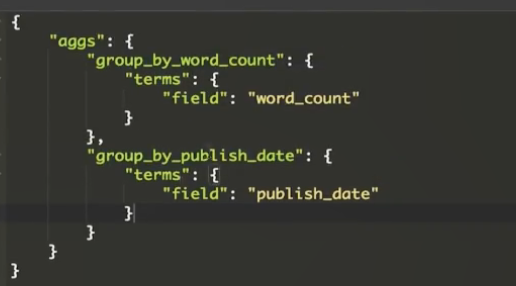 {
    "aggs": {
        "group_by_word_count": {
            "terms": {
                "field": "word_count"
            }
        },
        "group_by_publish_date": {
            "terms": {
                "field": "publish_date"
            }
        }
    }
}